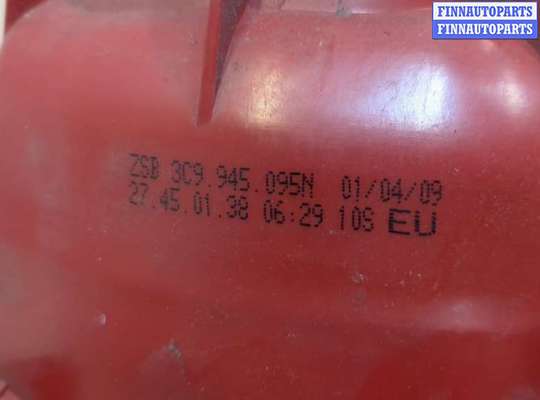 FINNAUTOPARTS
FINNAUTOPARTS
ZSB 3C9.945.095N 01/04/09
27.45.01.38 06:29 10S EU